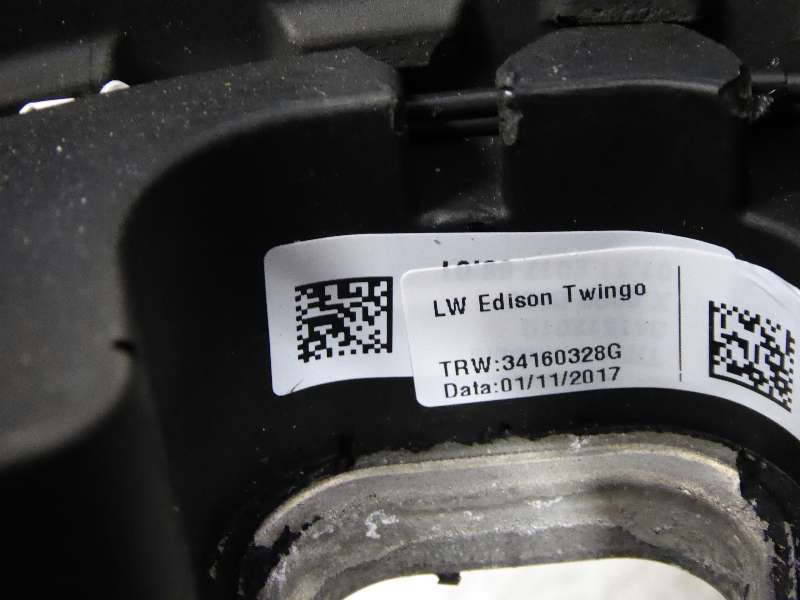 LW Edison Twingo
TRW:34160328G
Data:01/11/2017